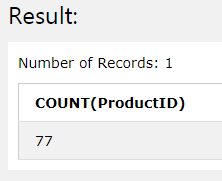 Result:
Number of Records: 1
COUNT(ProductID)
77